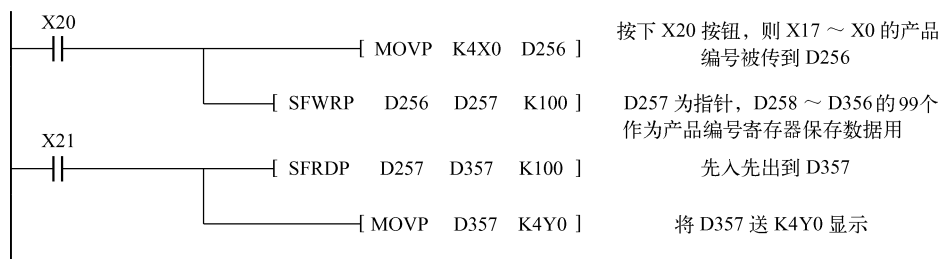 X20
[ MOVP K4X0 D256 ]
按下 X20 按钮，则 X17 ～ X0 的产品
编号被传到 D256
[ SFWRP D256 D257 K100 ]
D257 为指针，D258 ～ D356 的 99个
作为产品编号寄存器保存数据用
X21
[ SFRDP D257 D357 K100 ]
先入先出到 D357
[ MOVP D357 K4Y0 ]
将 D357 送 K4Y0 显示